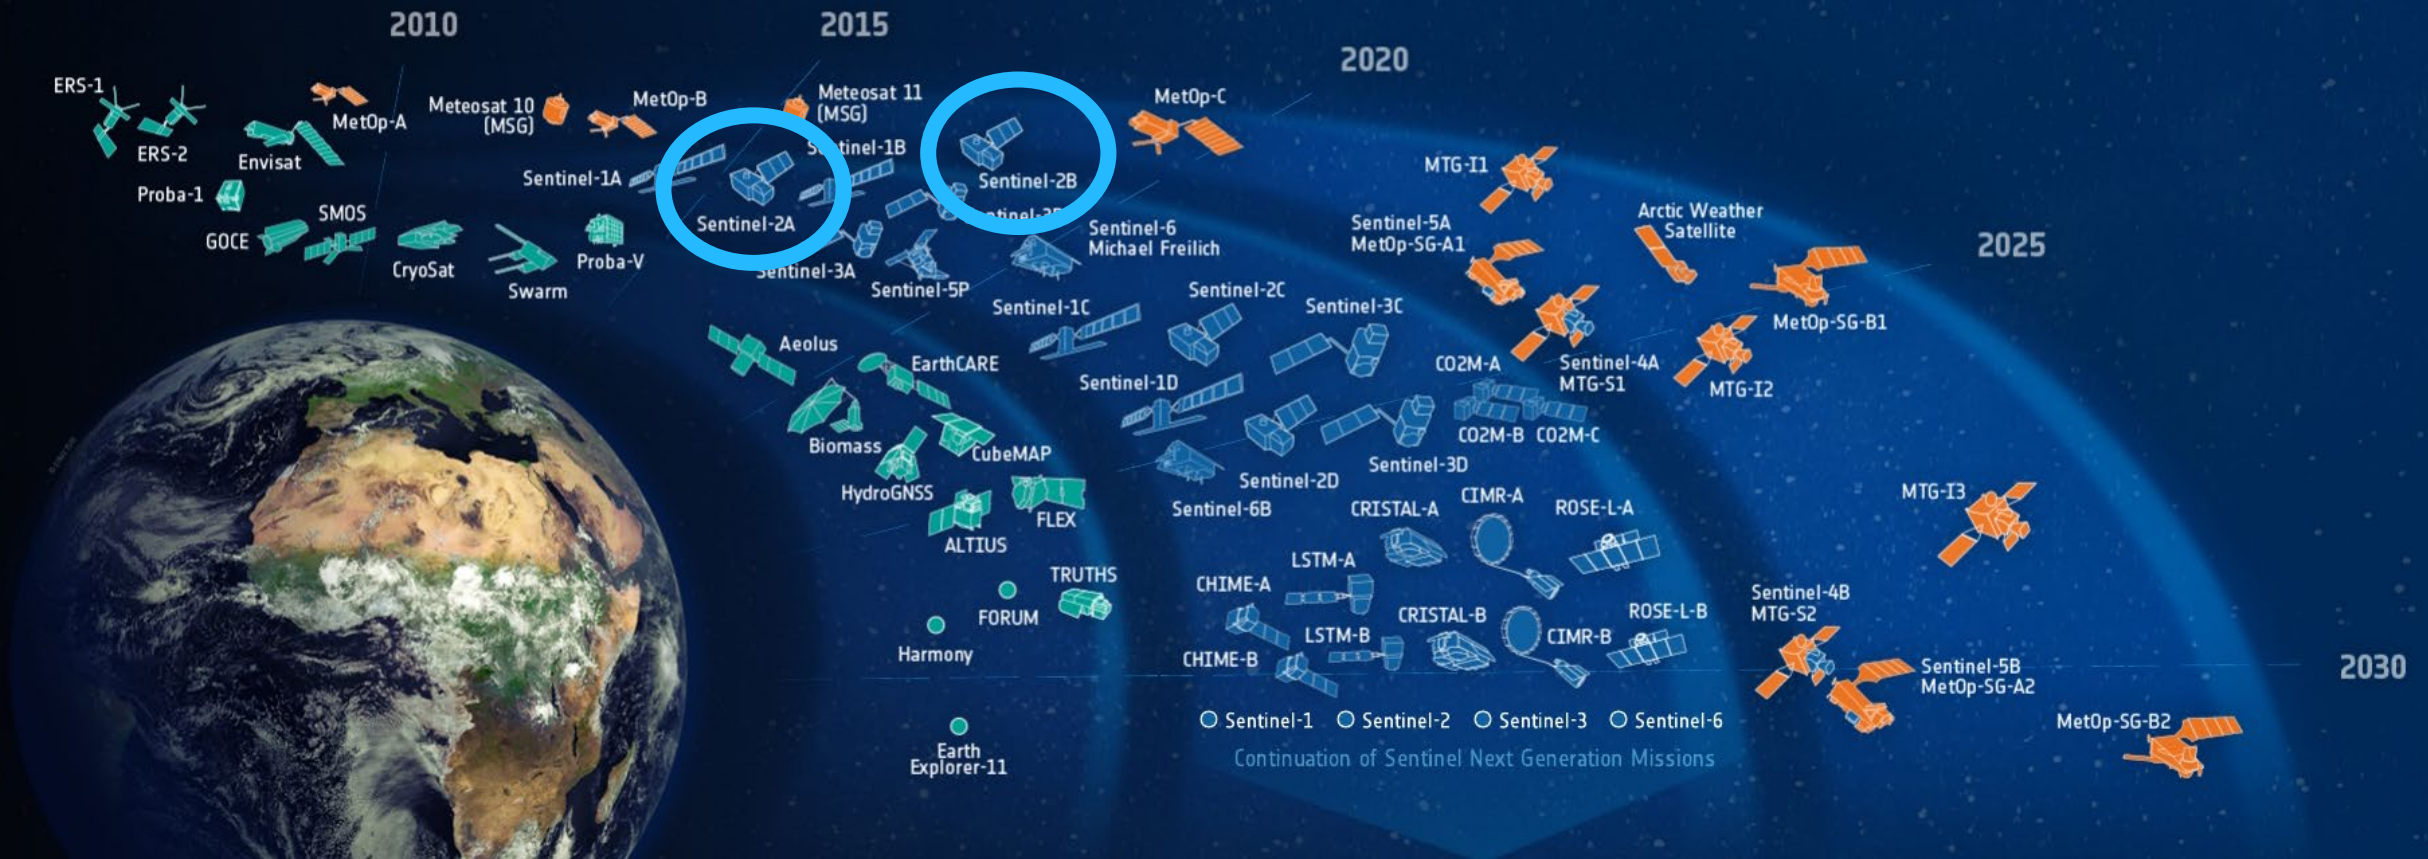 2010
2015
2020
2025
2030
ERS-1
ERS-2
Envisat
MetOp-A
Meteosat 10
(MSG)
MetOp-B
Meteosat 11
(MSG)
MetOp-C
Proba-1
GOCE
SMOS
CryoSat
Swarm
Proba-V
Sentinel-1A
Sentinel-2A
Sentinel-1B
Sentinel-2B
Sentinel-3A
Sentinel-5P
Sentinel-6
Michael Freilich
MTG-I1
Sentinel-5A
MetOp-SG-A1
Arctic Weather
Satellite
MetOp-SG-B1
Sentinel-4A
MTG-S1
MTG-I2
Sentinel-1C
Sentinel-2C
Sentinel-3C
Sentinel-1D
Sentinel-2D
Sentinel-3D
Sentinel-6B
CO2M-A
CO2M-B
CO2M-C
Aeolus
EarthCARE
Biomass
CubeMAP
HydroGNSS
FLEX
ALTIUS
TRUTHS
FORUM
Harmony
Earth
Explorer-11
CRISTAL-A
CIMR-A
ROSE-L-A
LSTM-A
CHIME-A
CRISTAL-B
CIMR-B
ROSE-L-B
LSTM-B
CHIME-B
MTG-I3
Sentinel-4B
MTG-S2
Sentinel-5B
MetOp-SG-A2
MetOp-SG-B2
Sentinel-1
Sentinel-2
Sentinel-3
Sentinel-6
Continuation of Sentinel Next Generation Missions